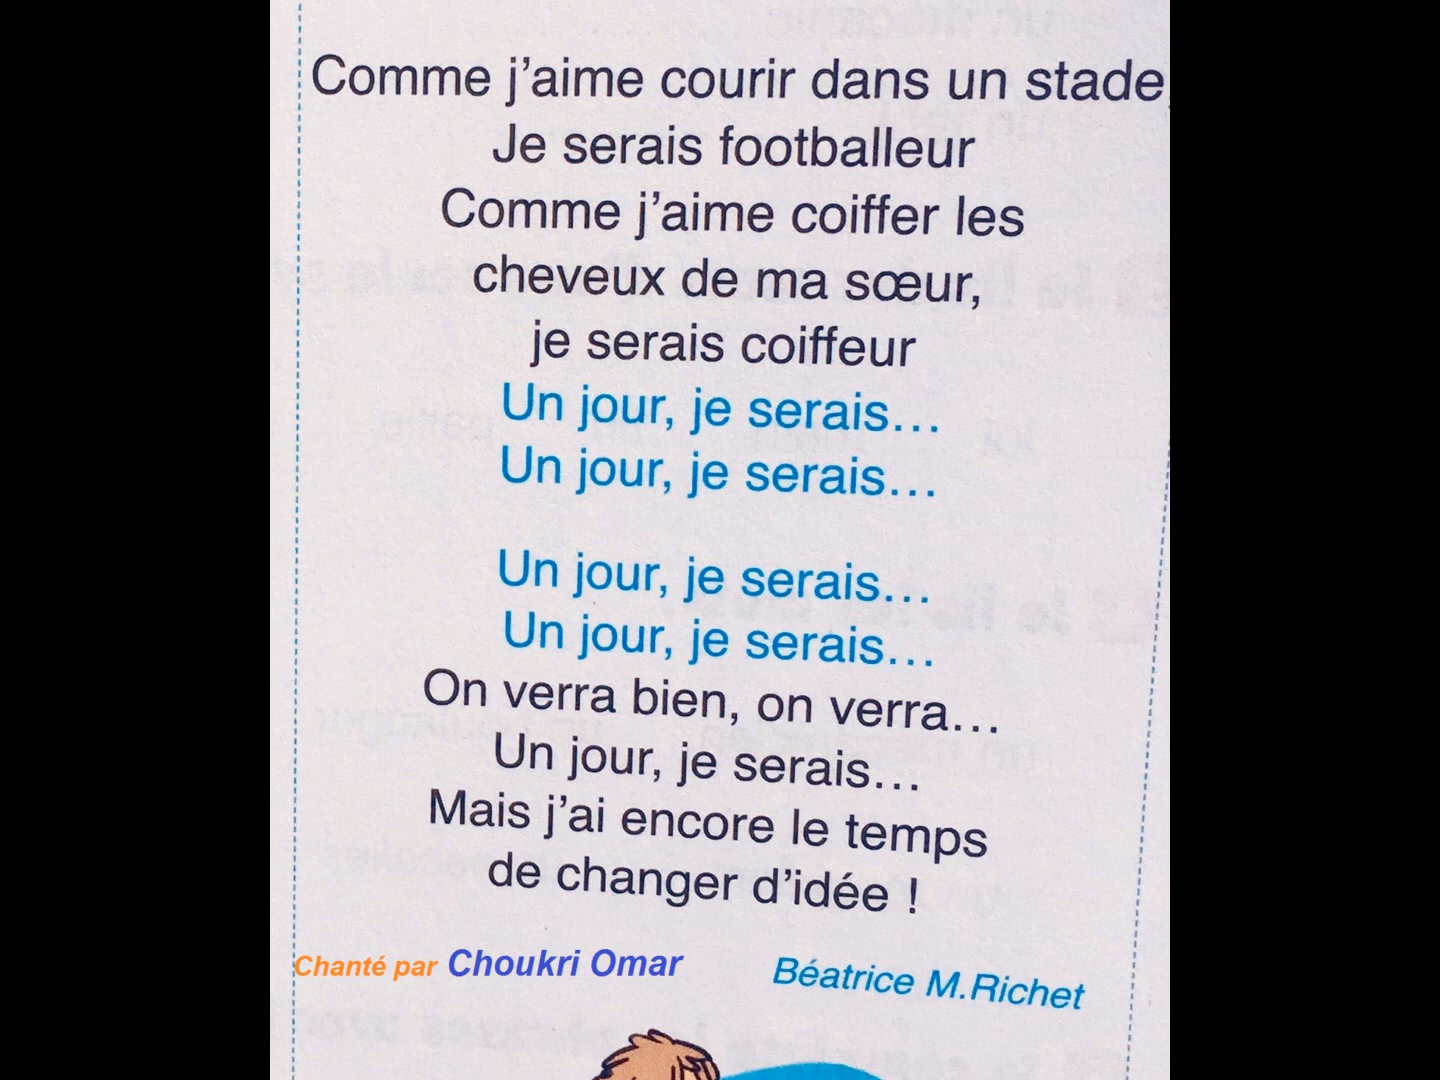 Comme j’aime courir dans un stade,
Je serais footballeur
Comme j’aime coiffer les
cheveux de ma sœur,
je serais coiffeur
Un jour, je serais…
Un jour, je serais…
Un jour, je serais…
Un jour, je serais…
On verra bien, on verra…
Un jour, je serais…
Mais j’ai encore le temps
de changer d’idée !
Chanté par Choukri Omar
Béatrice M.Richet